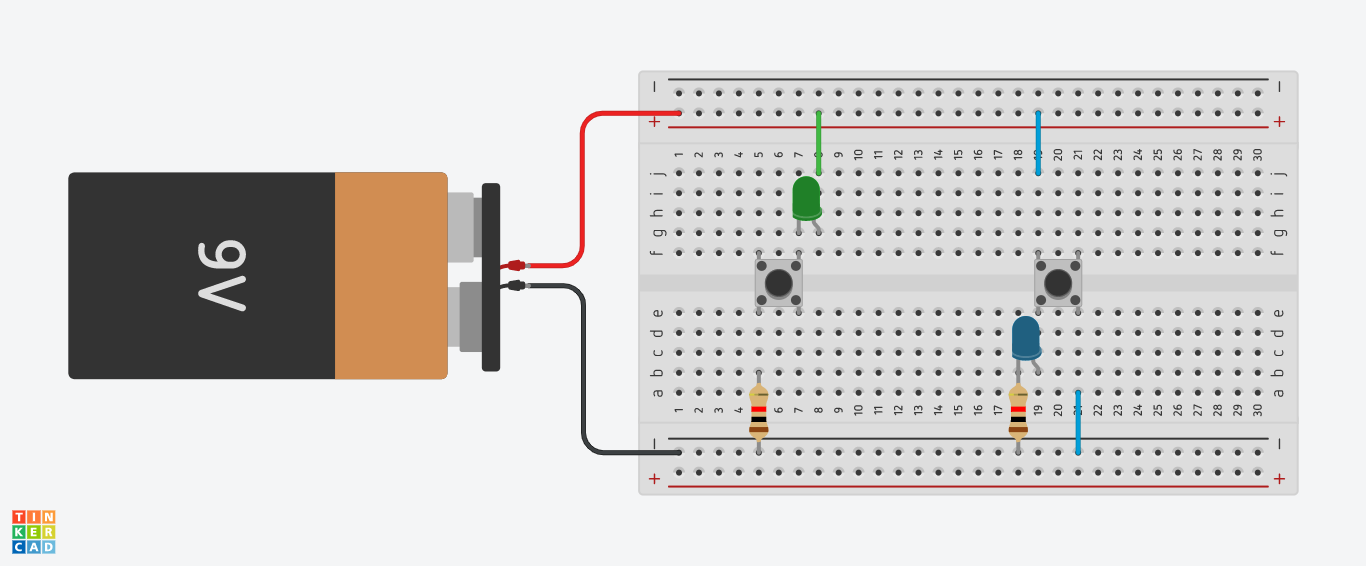 − −
+ +
1 2 3 4 5 6 7 8 9 10 11 12 13 14 15 16 17 18 19 20 21 22 23 24 25 26 27 28 29 30
j j
i i
h h
g g
f f
9V
e e
d d
c c
b b
a a
1 2 3 4 5 6 7 8 9 10 11 12 13 14 15 16 17 18 19 20 21 22 23 24 25 26 27 28 29 30
− −
+ +
TIN
KER
CAD